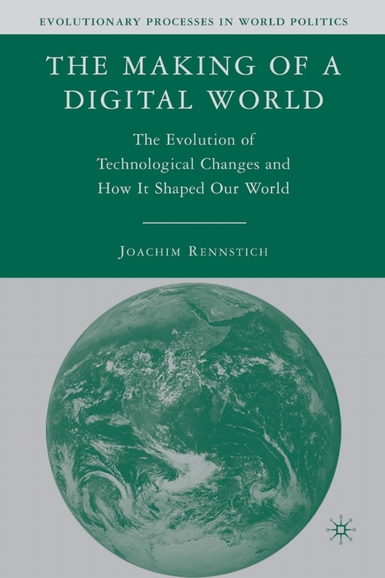 EVOLUTIONARY PROCESSES IN WORLD POLITICS
THE MAKING OF A
DIGITAL WORLD
The Evolution of
Technological Changes and
How It Shaped Our World
JOACHIM RENNSTICH